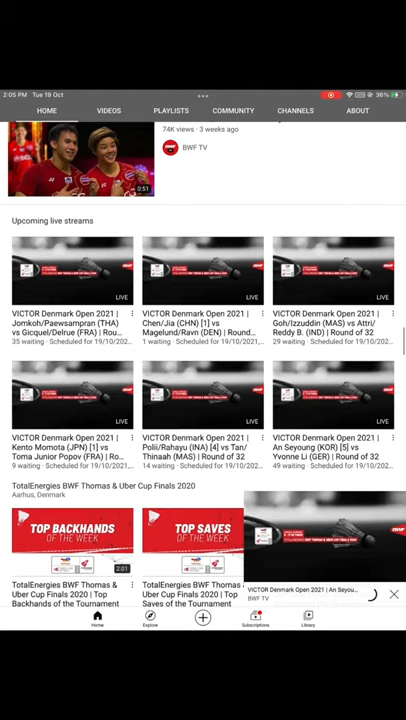 2:05 PM Tue 19 Oct
36%
HOME VIDEOS PLAYLISTS COMMUNITY CHANNELS ABOUT
74K views · 3 weeks ago
BWF TV
0:51
Upcoming live streams
LIVE LIVE LIVE
VICTOR Denmark Open 2021 |
Jomkoh/Paewsampran (THA)
vs Gicquel/Delrue (FRA) | Rou...
35 waiting · Scheduled for 19/10/2021,...
VICTOR Denmark Open 2021 |
Chen/Jia (CHN) [1] vs
Magelund/Ravn (DEN) | Round...
1 waiting · Scheduled for 19/10/2021,...
VICTOR Denmark Open 2021 |
Goh/Izzuddin (MAS) vs Attri/
Reddy B. (IND) | Round of 32
29 waiting · Scheduled for 19/10/202...
LIVE LIVE LIVE
VICTOR Denmark Open 2021 |
Kento Momota (JPN) [1] vs
Toma Junior Popov (FRA) | Ro...
9 waiting · Scheduled for 19/10/2021,...
VICTOR Denmark Open 2021 |
Polii/Rahayu (INA) [4] vs Tan/
Thinaah (MAS) | Round of 32
14 waiting · Scheduled for 19/10/202...
VICTOR Denmark Open 2021 |
An Seyoung (KOR) [5] vs
Yvonne Li (GER) | Round of 32
49 waiting · Scheduled for 19/10/202...
TotalEnergies BWF Thomas & Uber Cup Finals 2020
Aarhus, Denmark
TOP BACKHANDS
OF THE WEEK
2:01
TOP SAVES
OF THE WEEK
TotalEnergies BWF Thomas &
Uber Cup Finals 2020 | Top
Backhands of the Tournament
TotalEnergies BWF Thomas
Uber Cup Finals 2020 | Top
Saves of the Tournament
VICTOR Denmark Open 2021 | An Seyou...
BWF TV
Home Explore Subscriptions Library